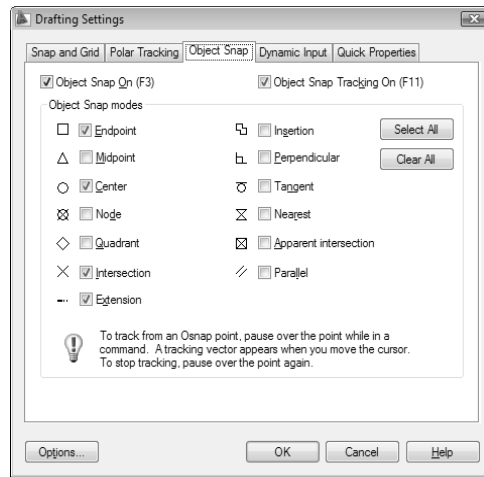 Drafting Settings
Snap and Grid Polar Tracking Object Snap Dynamic Input Quick Properties
Object Snap On (F3) Object Snap Tracking On (F11)
Object Snap modes
Endpoint Insertion Select All
Midpoint Perpendicular Clear All
Center Tangent
Node Nearest
Quadrant Apparent intersection
Intersection Parallel
Extension
To track from an Osnap point, pause over the point while in a
command. A tracking vector appears when you move the cursor.
To stop tracking, pause over the point again.
Options... OK Cancel Help